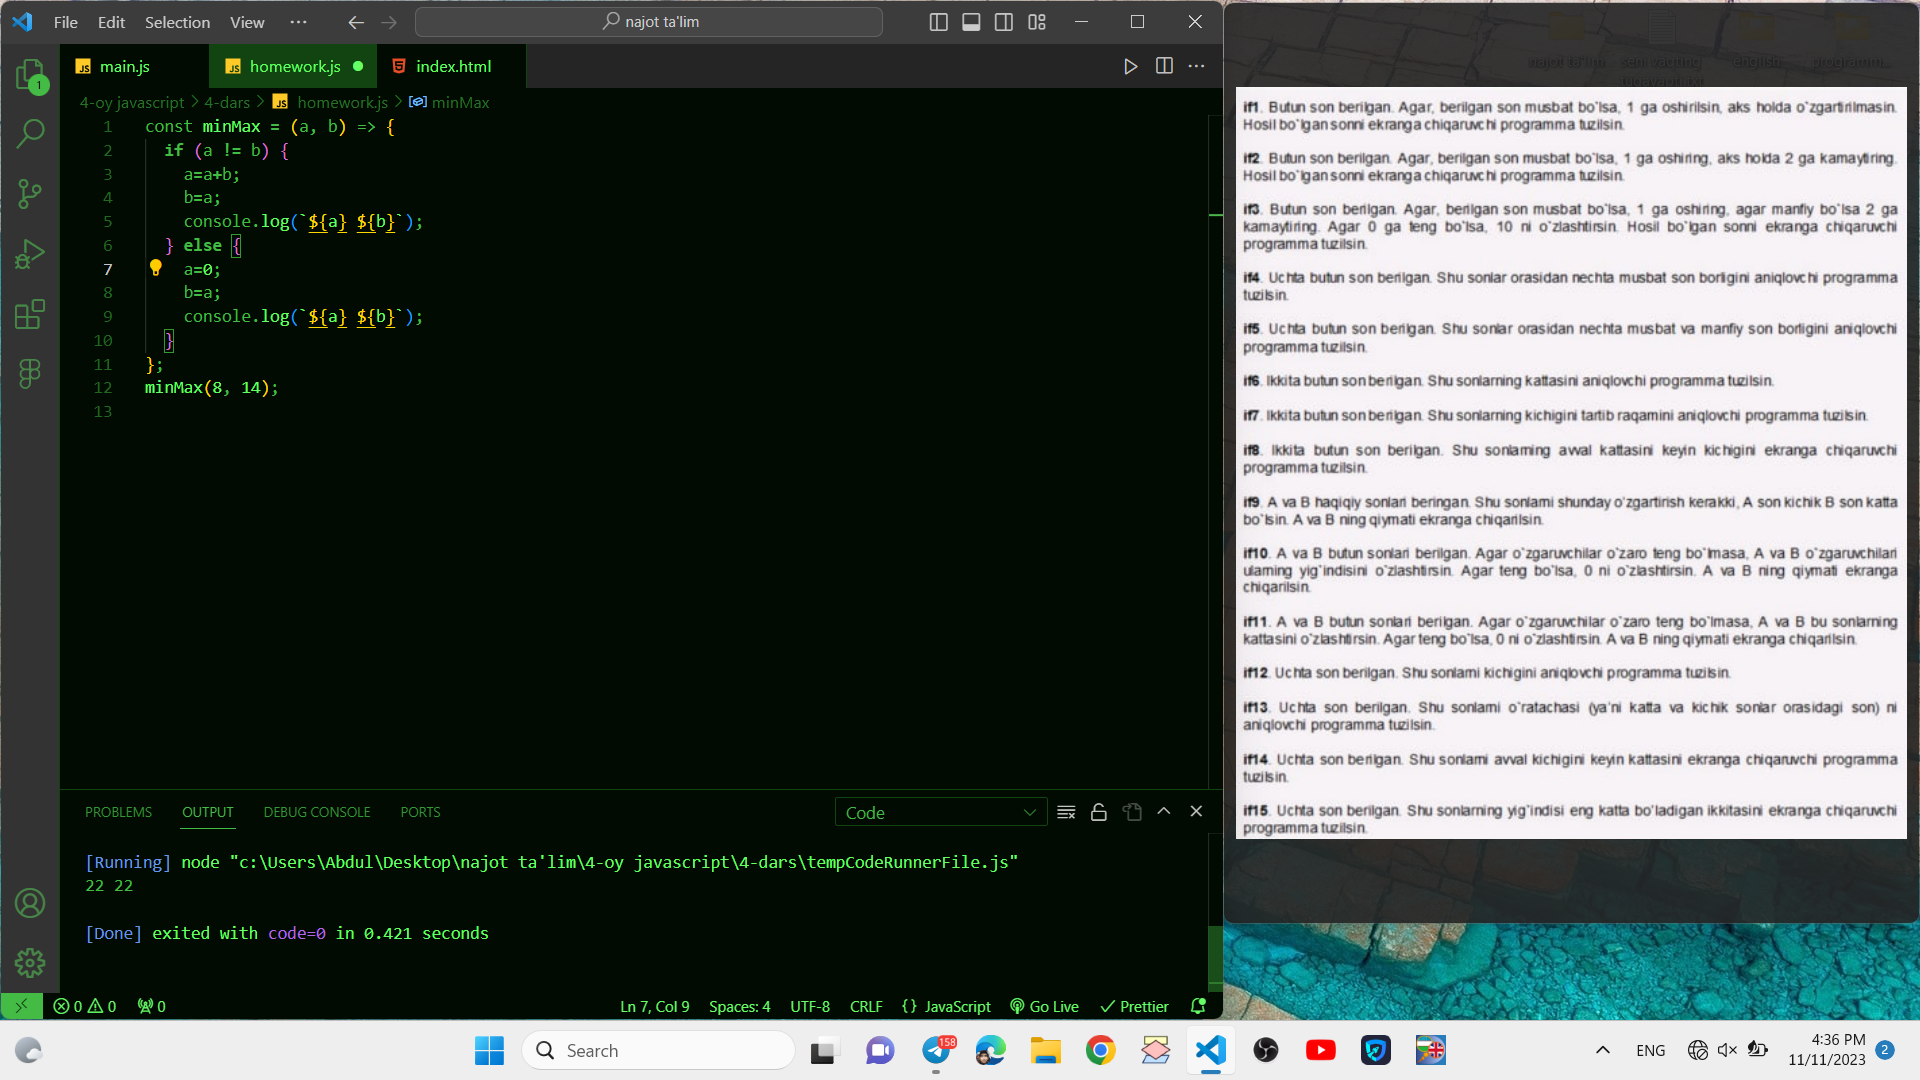 File Edit Selection View ··· najot ta'lim
main.js homework.js index.html
4-oy javascript > 4-dars > homework.js > minMax
1 const minMax = (a, b) => {
2 if (a != b) {
3 a=a+b;
4 b=a;
5 console.log(`${a} ${b}`);
6 } else {
7 a=0;
8 b=a;
9 console.log(`${a} ${b}`);
10 }
11 };
12 minMax(8, 14);
13
PROBLEMS OUTPUT DEBUG CONSOLE PORTS Code
[Running] node "c:\Users\Abdul\Desktop\najot ta'lim\4-oy javascript\4-dars\tempCodeRunnerFile.js"
22 22
[Done] exited with code=0 in 0.421 seconds
0 0 0 Ln 7, Col 9 Spaces: 4 UTF-8 CRLF {} JavaScript Go Live Prettier
najot ta'lim... english programm...
if1. Butun son berilgan. Agar, berilgan son musbat bo`lsa, 1 ga oshirilsin, aks holda o`zgartirilmasin.
Hosil bo`lgan sonni ekranga chiqaruvchi programma tuzilsin.
if2. Butun son berilgan. Agar, berilgan son musbat bo`lsa, 1 ga oshiring, aks holda 2 ga kamaytiring.
Hosil bo`lgan sonni ekranga chiqaruvchi programma tuzilsin.
if3. Butun son berilgan. Agar, berilgan son musbat bo`lsa, 1 ga oshiring, agar manfiy bo`lsa 2 ga
kamaytiring. Agar 0 ga teng bo`lsa, 10 ni o`zlashtirsin. Hosil bo`lgan sonni ekranga chiqaruvchi
programma tuzilsin.
if4. Uchta butun son berilgan. Shu sonlar orasidan nechta musbat son borligini aniqlovchi programma
tuzilsin.
if5. Uchta butun son berilgan. Shu sonlar orasidan nechta musbat va manfiy son borligini aniqlovchi
programma tuzilsin.
if6. Ikkita butun son berilgan. Shu sonlarning kattasini aniqlovchi programma tuzilsin.
if7. Ikkita butun son berilgan. Shu sonlarning kichigini tartib raqamini aniqlovchi programma tuzilsin.
if8. Ikkita butun son berilgan. Shu sonlarning avval kattasini keyin kichigini ekranga chiqaruvchi
programma tuzilsin.
if9. A va B haqiqiy sonlari beringan. Shu sonlarni shunday o`zgartirish kerakki, A son kichik B son katta
bo`lsin. A va B ning qiymati ekranga chiqarilsin.
if10. A va B butun sonlari berilgan. Agar o`zgaruvchilar o`zaro teng bo`lmasa, A va B o`zgaruvchilari
ularning yig`indisini o`zlashtirsin. Agar teng bo`lsa, 0 ni o`zlashtirsin. A va B ning qiymati ekranga
chiqarilsin.
if11. A va B butun sonlari berilgan. Agar o`zgaruvchilar o`zaro teng bo`lmasa, A va B bu sonlarning
kattasini o`zlashtirsin. Agar teng bo`lsa, 0 ni o`zlashtirsin. A va B ning qiymati ekranga chiqarilsin.
if12. Uchta son berilgan. Shu sonlarni kichigini aniqlovchi programma tuzilsin.
if13. Uchta son berilgan. Shu sonlarni o`ratachasi (ya'ni katta va kichik sonlar orasidagi son) ni
aniqlovchi programma tuzilsin.
if14. Uchta son berilgan. Shu sonlarni avval kichigini keyin kattasini ekranga chiqaruvchi programma
tuzilsin.
if15. Uchta son berilgan. Shu sonlarning yig`indisi eng katta bo`ladigan ikkitasini ekranga chiqaruvchi
programma tuzilsin.
Search 158 ENG 4:36 PM 2
11/11/2023